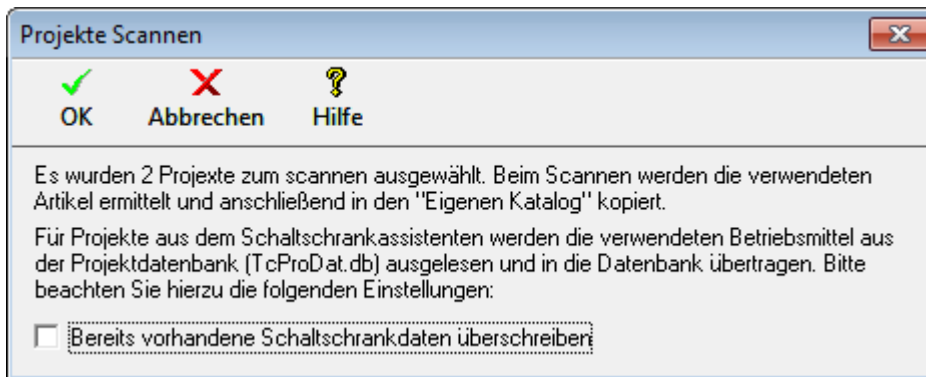 Projekte Scannen
OK Abbrechen Hilfe
Es wurden 2 Projexte zum scannen ausgewählt. Beim Scannen werden die verwendeten
Artikel ermittelt und anschließend in den "Eigenen Katalog" kopiert.
Für Projekte aus dem Schaltschrankassistenten werden die verwendeten Betriebsmittel aus
der Projektdatenbank (TcProDat.db) ausgelesen und in die Datenbank übertragen. Bitte
beachten Sie hierzu die folgenden Einstellungen:
Bereits vorhandene Schaltschrankdaten überschreiben